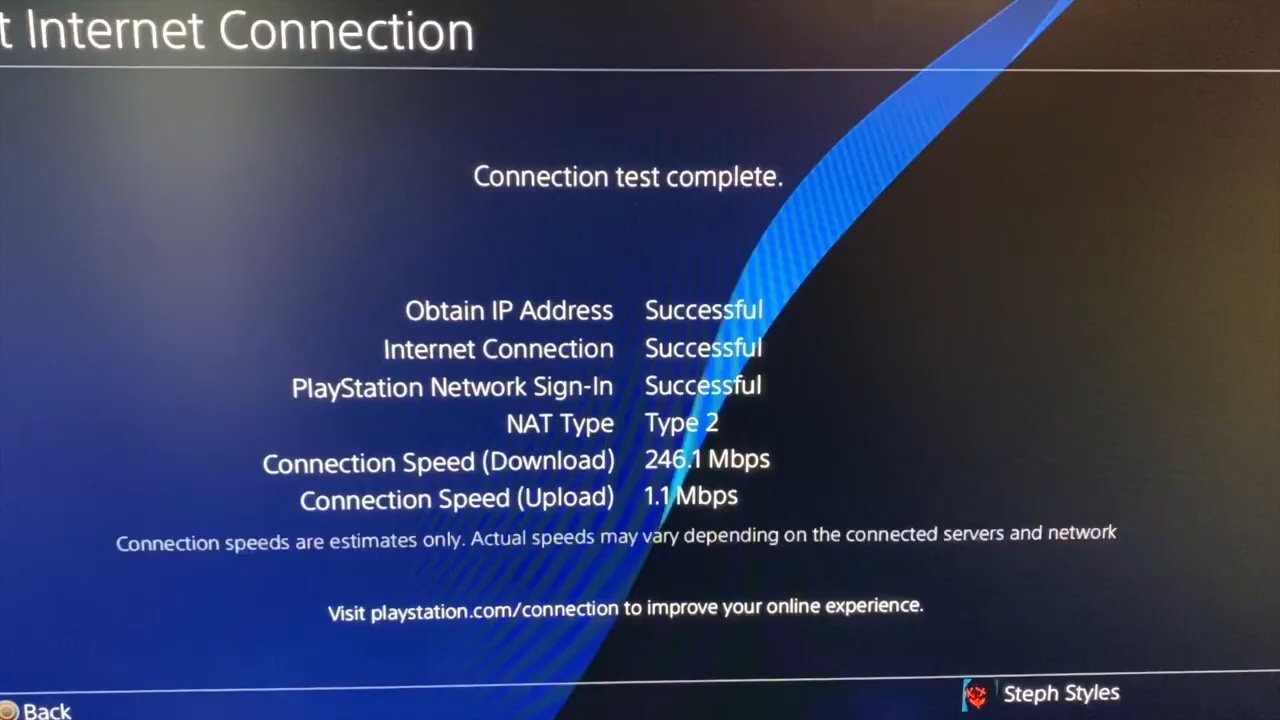 t Internet Connection
Connection test complete.
Obtain IP Address Successful
Internet Connection Successful
PlayStation Network Sign-In Successful
NAT Type Type 2
Connection Speed (Download) 246.1 Mbps
Connection Speed (Upload) 1.1 Mbps
Connection speeds are estimates only. Actual speeds may vary depending on the connected servers and network
Visit playstation.com/connection to improve your online experience.
Back
Steph Styles